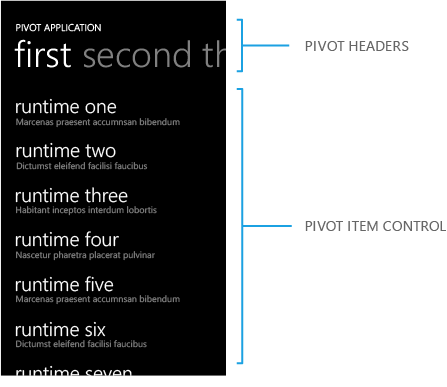 PIVOT APPLICATION
first second th
runtime one
Marcenas praesent accumnsan bibendum
runtime two
Dictumst eleifend facilisi faucibus
runtime three
Habitant inceptos interdum lobortis
runtime four
Nascetur pharetra placerat pulvinar
runtime five
Marcenas praesent accumnsan bibendum
runtime six
Dictumst eleifend facilisi faucibus
runtime seven
PIVOT HEADERS
PIVOT ITEM CONTROL